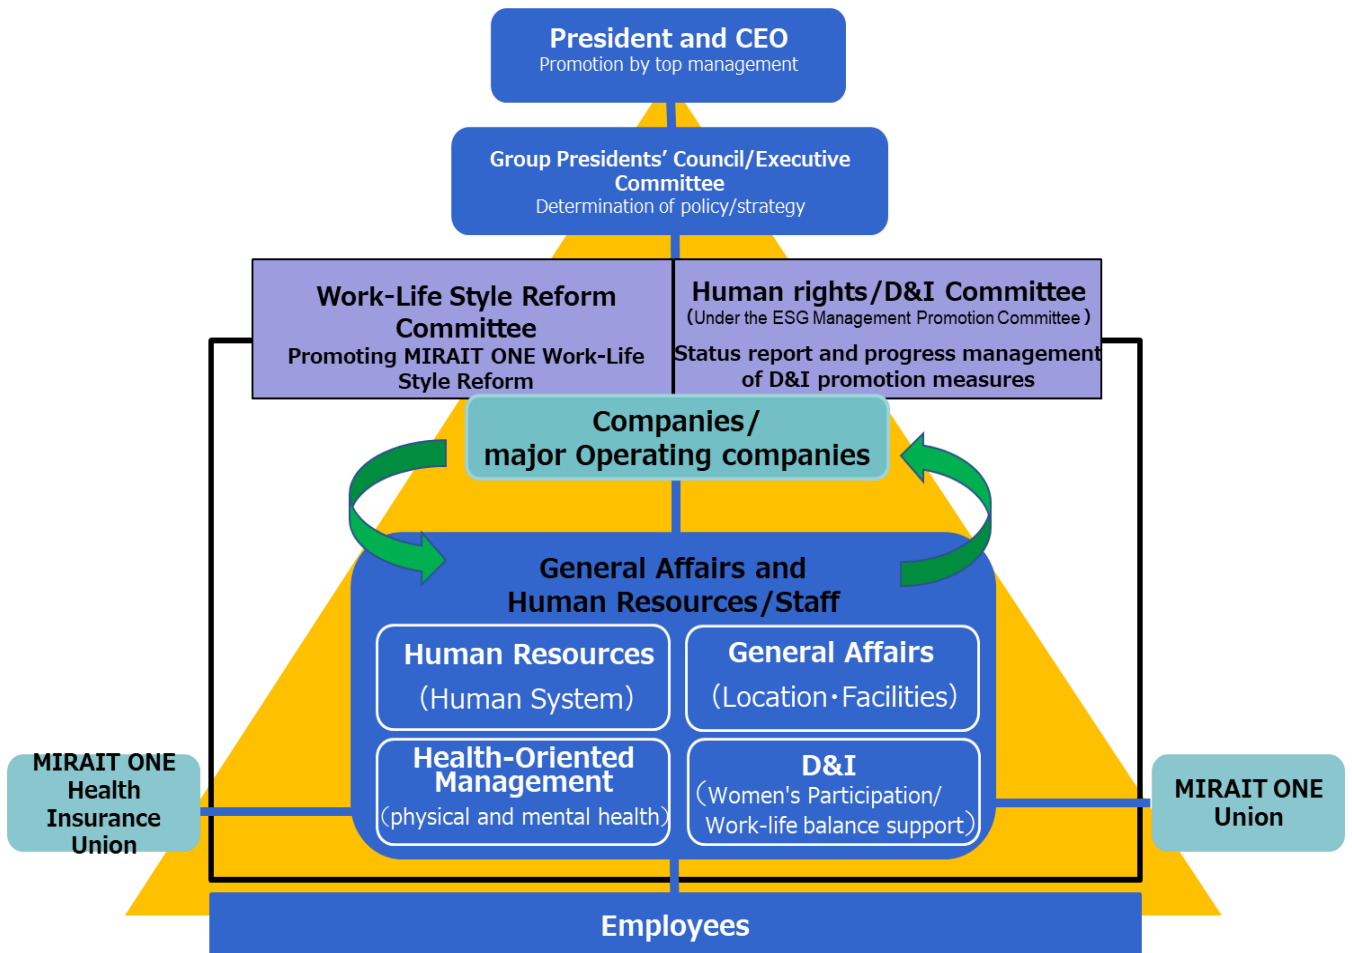 President and CEO
Promotion by top management
Group Presidents’ Council/Executive
Committee
Determination of policy/strategy
Work-Life Style Reform
Committee
Promoting MIRAIT ONE Work-Life
Style Reform
Human rights/D&I Committee
(Under the ESG Management Promotion Committee)
Status report and progress management
of D&I promotion measures
Companies/
major Operating companies
General Affairs and
Human Resources/Staff
Human Resources
(Human System)
General Affairs
(Location・Facilities)
Health-Oriented
Management
(physical and mental health)
D&I
(Women's Participation/
Work-life balance support)
MIRAIT ONE
Health
Insurance
Union
MIRAIT ONE
Union
Employees